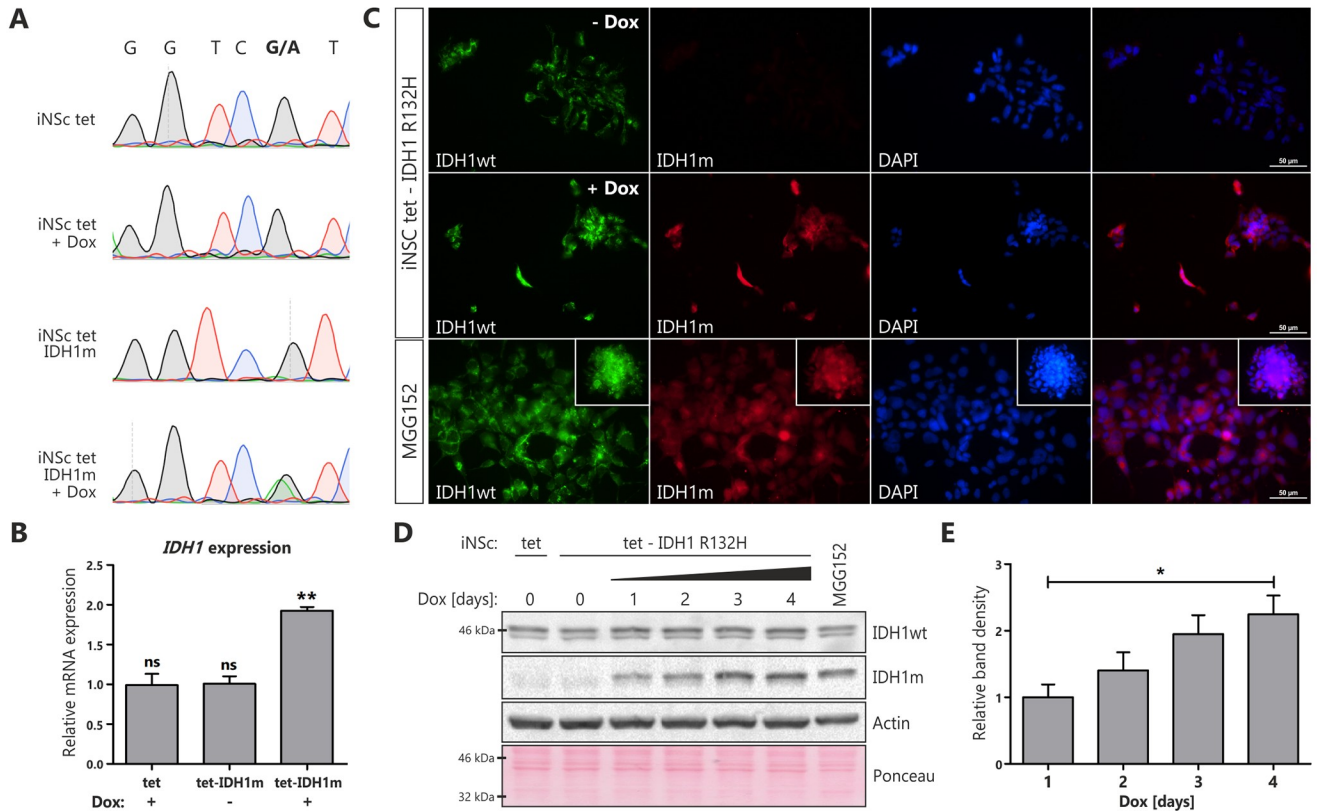 A
G G T C G/A T
iNSc tet
iNSc tet
+ Dox
iNSc tet
IDH1m
iNSc tet
IDH1m
+ Dox
C
iNSC tet - IDH1 R132H
- Dox
IDH1wt
IDH1m
DAPI
50 µm
+ Dox
IDH1wt
IDH1m
DAPI
50 µm
MGG152
IDH1wt
IDH1m
DAPI
50 µm
B
IDH1 expression
Relative mRNA expression
2.5
2.0
1.5
1.0
0.5
0.0
ns
ns
**
tet
tet-IDH1m
tet-IDH1m
Dox: + - +
D
iNSc: tet tet - IDH1 R132H
MGG152
Dox [days]: 0 0 1 2 3 4
46 kDa
IDH1wt
IDH1m
Actin
46 kDa
Ponceau
32 kDa
E
Relative band density
3
2
1
0
*
1 2 3 4
Dox [days]